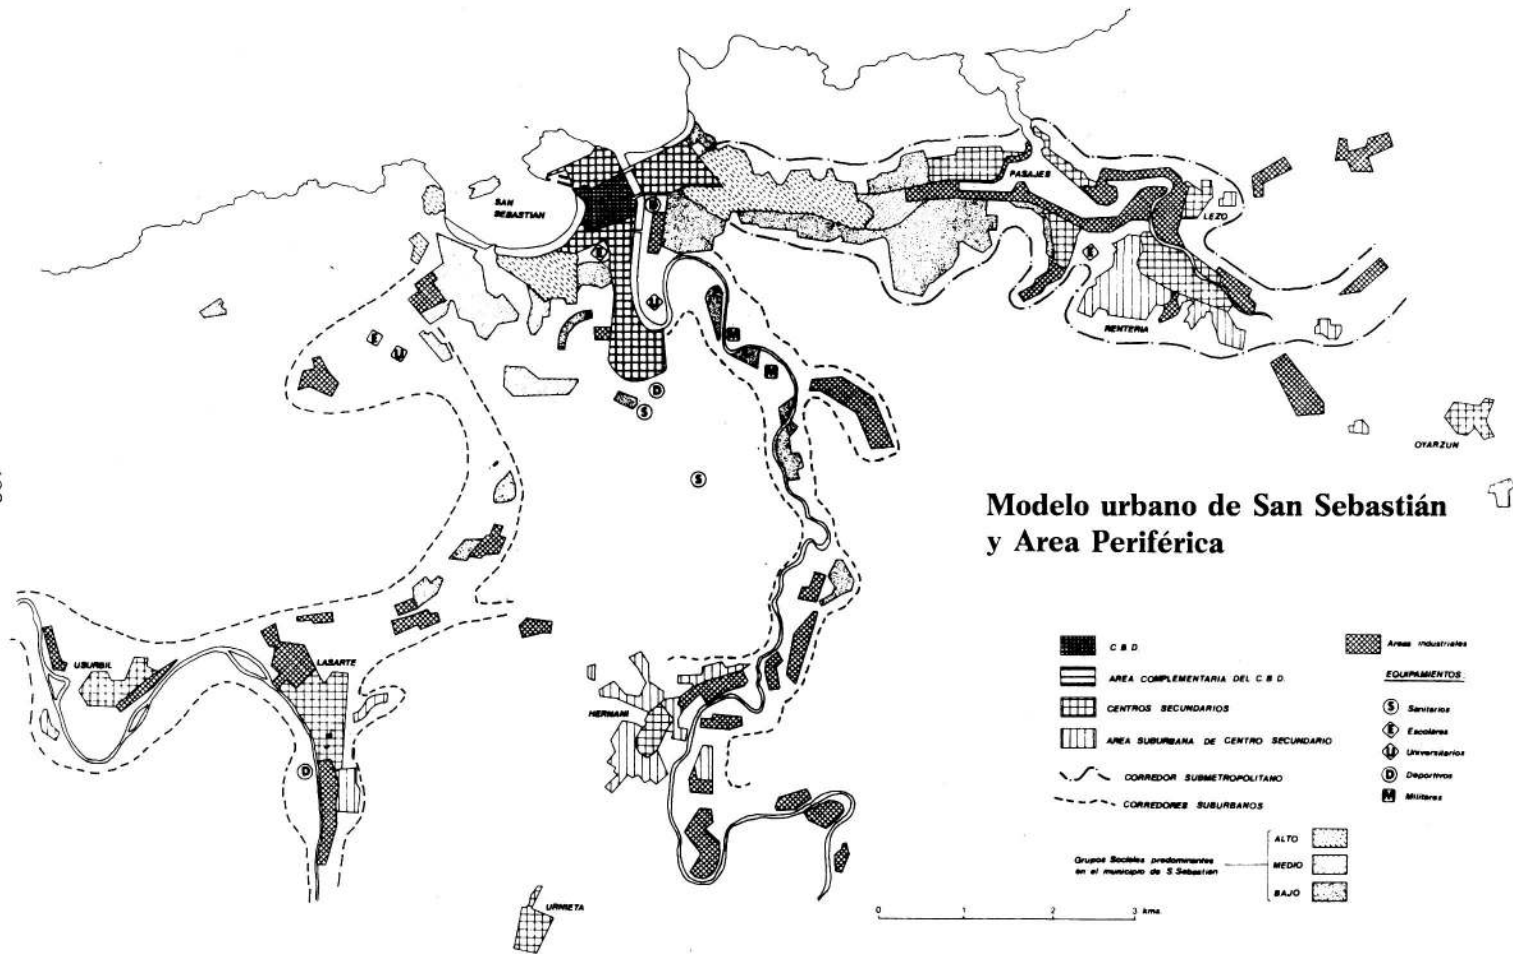 SAN
SEBASTIAN
PASAJES
LEZO
RENTERIA
OYARZUN
Modelo urbano de San Sebastián
y Area Periférica
USURBIL
LASARTE
HERNANI
URNIETA
C B D
AREA COMPLEMENTARIA DEL C. B. D.
CENTROS SECUNDARIOS
AREA SUBURBANA DE CENTRO SECUNDARIO
CORREDOR SUBMETROPOLITANO
CORREDORES SUBURBANOS
Areas industriales
EQUIPAMIENTOS:
S Sanitarios
E Escolares
U Universitarios
D Deportivos
M Militares
Grupos Sociales predominantes
en el municipio de S. Sebastian
ALTO
MEDIO
BAJO
0 1 2 3 kms.
D
E
U
M
M
E
E
U
D
S
S
D